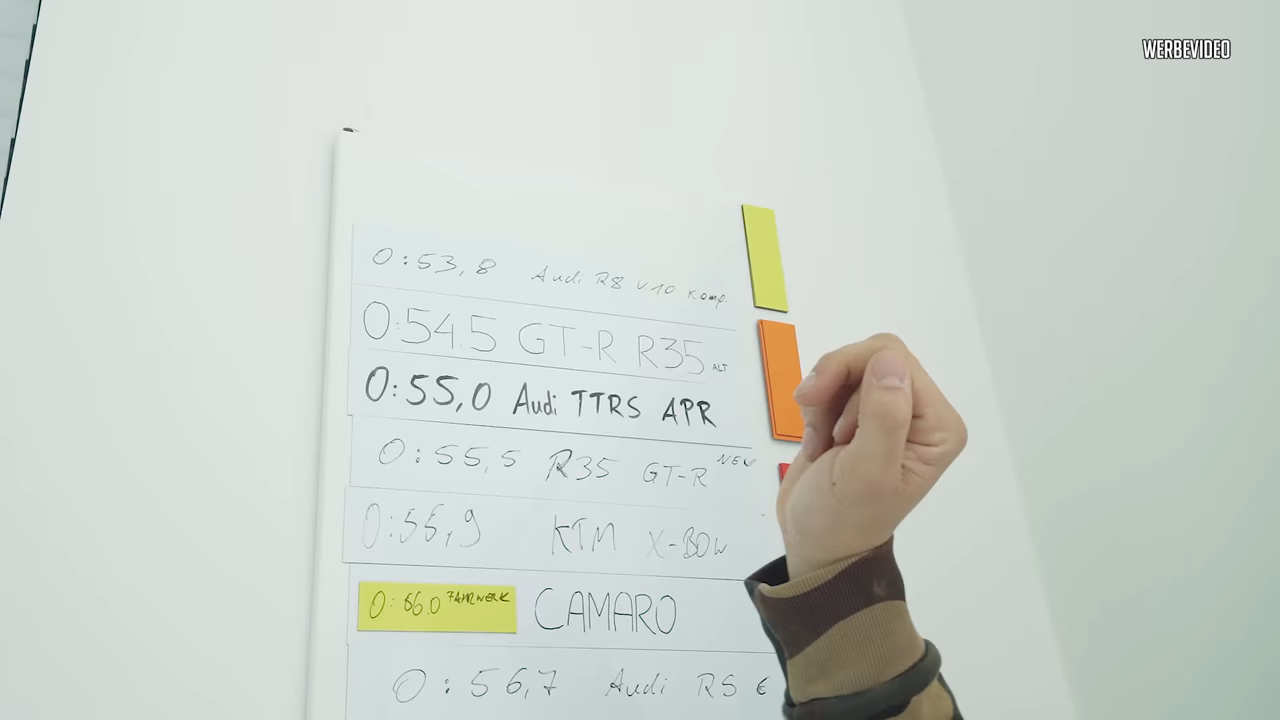 WERBEVIDEO
0:53,8 Audi R8 V10 Komp.
0:54.5 GT-R R35 ALT
0:55,0 Audi TTRS APR
0:55,5 R35 GT-R NEW
0:55,9 KTM X-BOW
0:56.0 FAHRWERK CAMARO
0:56,7 Audi RS